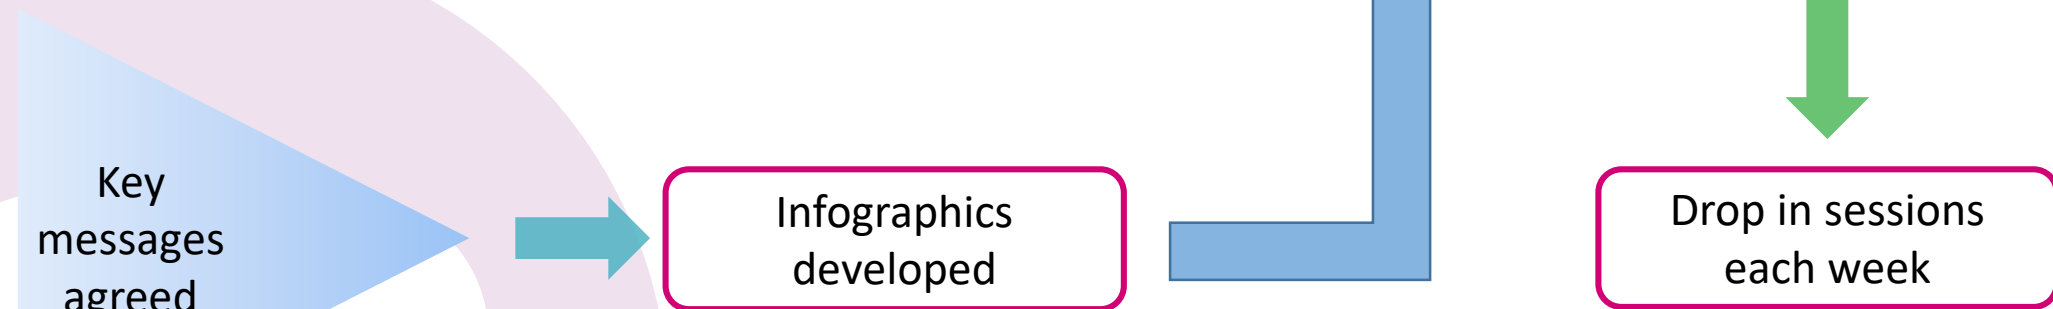 Key
messages
agreed
Infographics
developed
Drop in sessions
each week